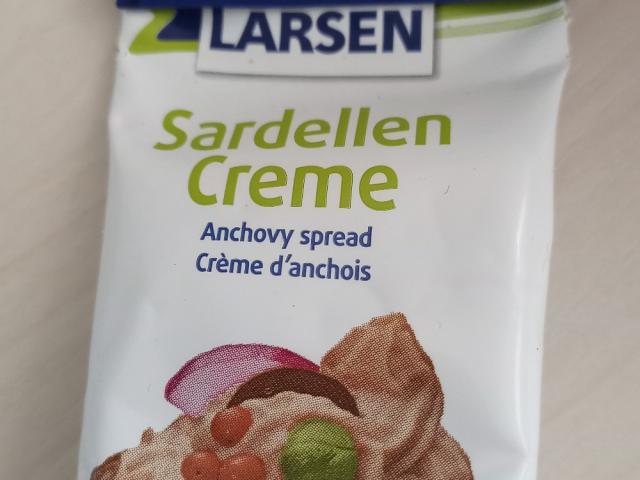 LARSEN
Sardellen
Creme
Anchovy spread
Crème d'anchois